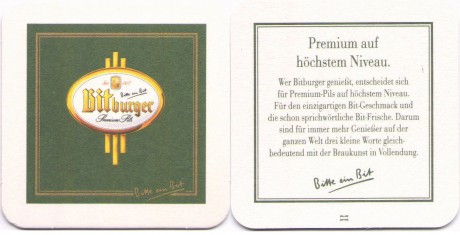 Bitte ein Bit
Bitburger
Premium Pils
Bitte ein Bit
Premium auf
höchstem Niveau.
Wer Bitburger genießt, entscheidet sich
für Premium-Pils auf höchstem Niveau.
Für den einzigartigen Bit-Geschmack und
die schon sprichwörtliche Bit-Frische. Darum
sind für immer mehr Genießer auf der
ganzen Welt drei kleine Worte gleich-
bedeutend mit der Braukunst in Vollendung.
Bitte ein Bit